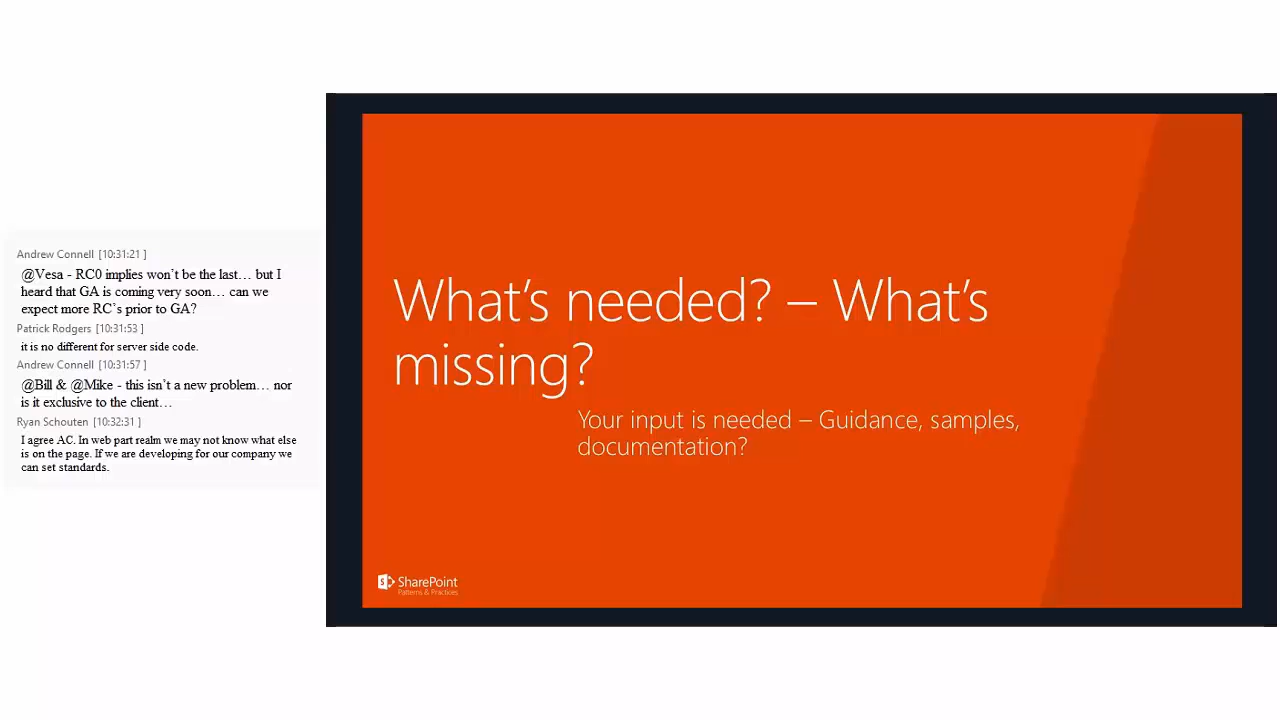 Andrew Connell [10:31:21 ]
@Vesa - RC0 implies won’t be the last… but I
heard that GA is coming very soon… can we
expect more RC’s prior to GA?
Patrick Rodgers [10:31:53 ]
it is no different for server side code.
Andrew Connell [10:31:57 ]
@Bill & @Mike - this isn’t a new problem… nor
is it exclusive to the client…
Ryan Schouten [10:32:31 ]
I agree AC. In web part realm we may not know what else
is on the page. If we are developing for our company we
can set standards.
What’s needed? – What’s
missing?
Your input is needed – Guidance, samples,
documentation?
SharePoint
Patterns & Practices